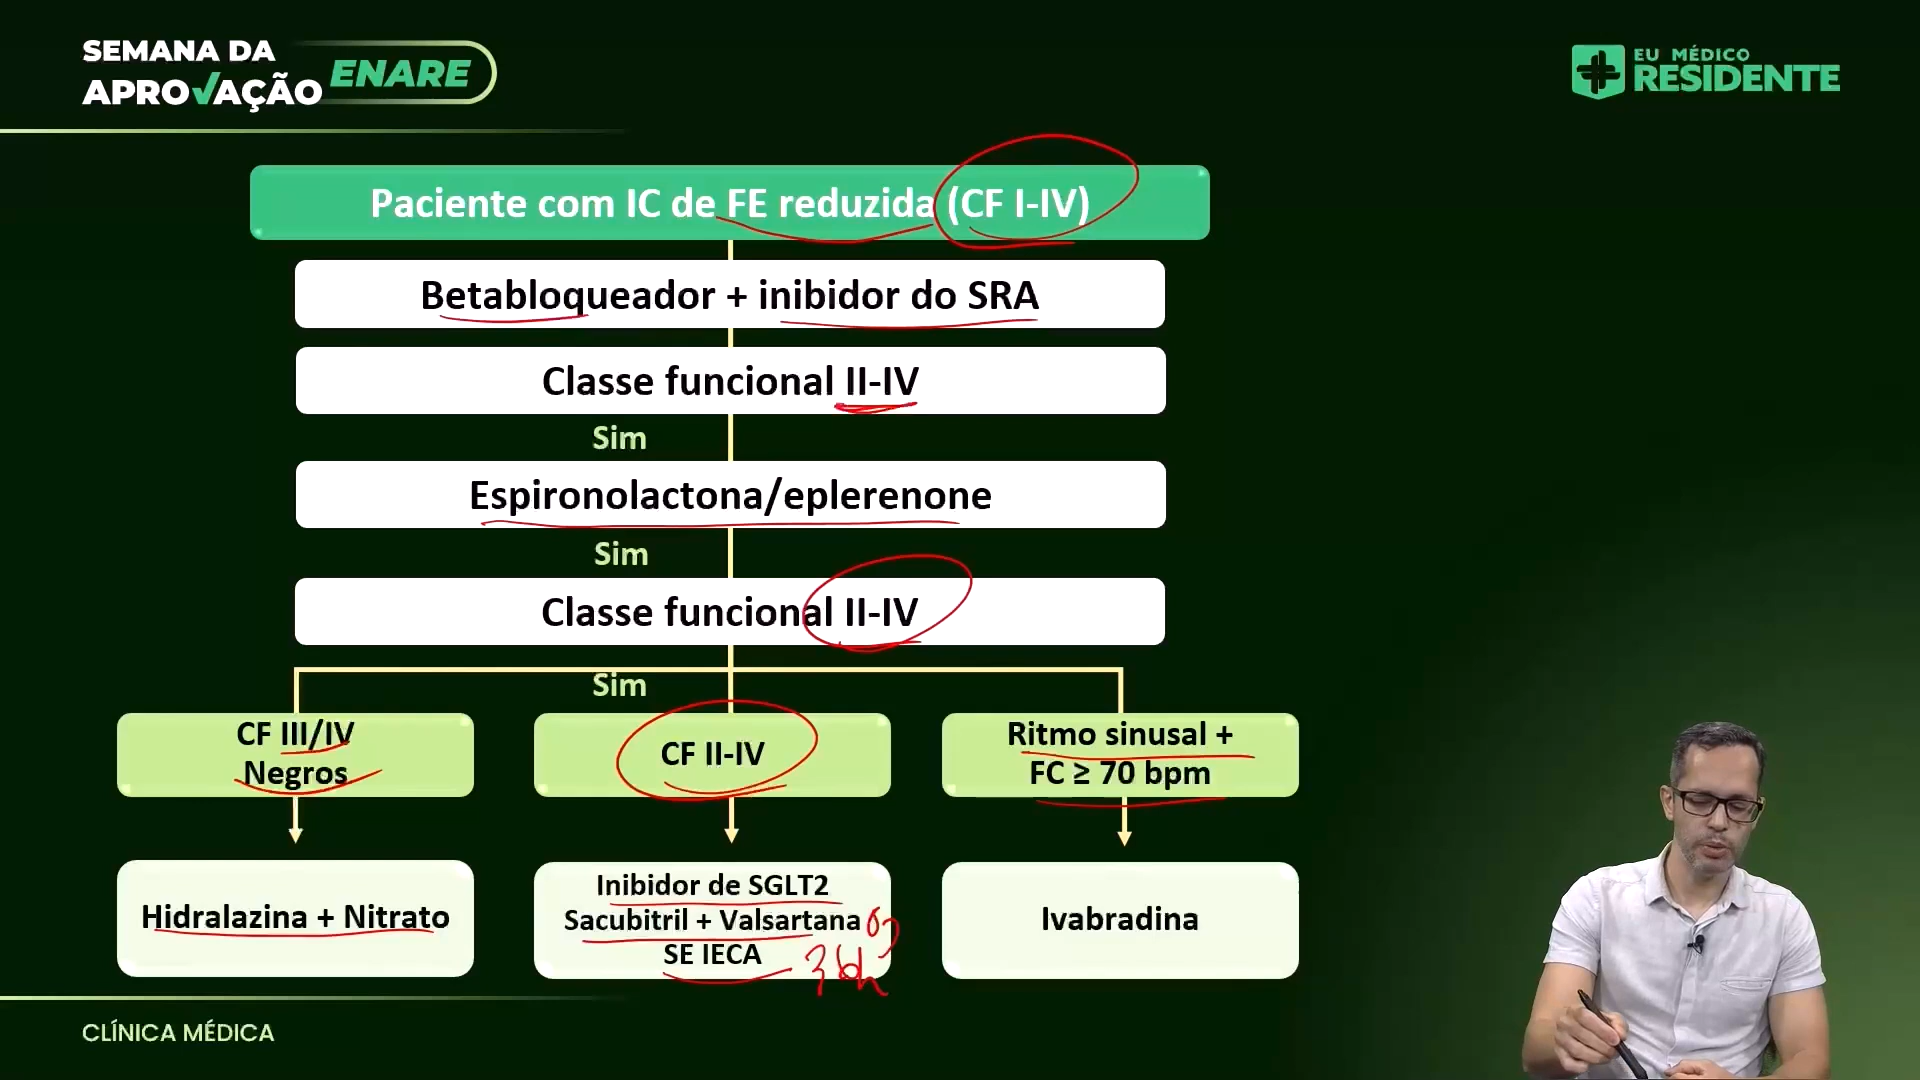 SEMANA DA
APROVAÇÃO
ENARE
EU MÉDICO
RESIDENTE
Paciente com IC de FE reduzida (CF I-IV)
Betabloqueador + inibidor do SRA
Classe funcional II-IV
Sim
Espironolactona/eplerenone
Sim
Classe funcional II-IV
Sim
CF III/IV
Negros
CF II-IV
Ritmo sinusal +
FC ≥ 70 bpm
Hidralazina + Nitrato
Inibidor de SGLT2
Sacubitril + Valsartana
SE IECA
36h
Ivabradina
CLÍNICA MÉDICA